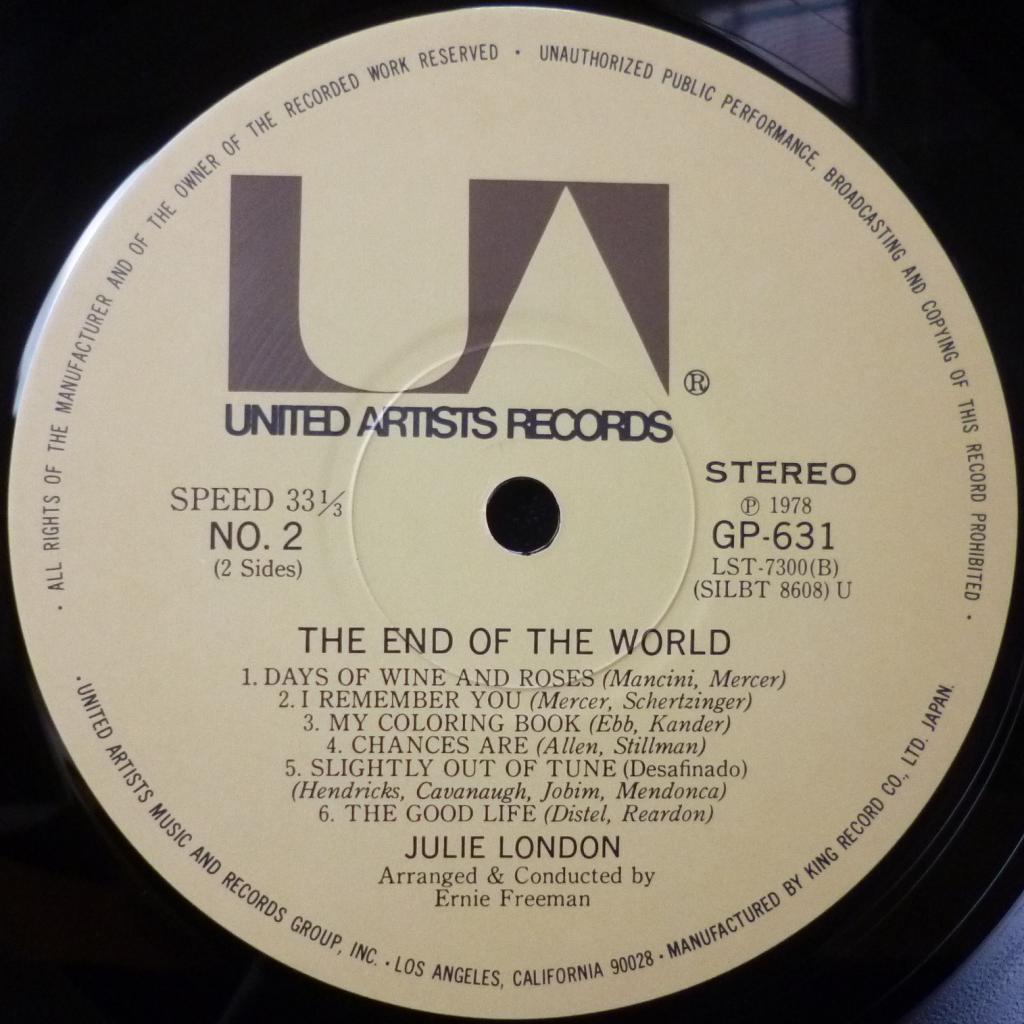 · ALL RIGHTS OF THE MANUFACTURER AND OF THE OWNER OF THE RECORDED WORK RESERVED · UNAUTHORIZED PUBLIC PERFORMANCE, BROADCASTING AND COPYING OF THIS RECORD PROHIBITED ·
UA ®
UNITED ARTISTS RECORDS
SPEED 33⅓
NO. 2
(2 Sides)
STEREO
℗ 1978
GP-631
LST-7300(B)
(SILBT 8608) U
THE END OF THE WORLD
1. DAYS OF WINE AND ROSES (Mancini, Mercer)
2. I REMEMBER YOU (Mercer, Schertzinger)
3. MY COLORING BOOK (Ebb, Kander)
4. CHANCES ARE (Allen, Stillman)
5. SLIGHTLY OUT OF TUNE (Desafinado)
(Hendricks, Cavanaugh, Jobim, Mendonca)
6. THE GOOD LIFE (Distel, Reardon)
JULIE LONDON
Arranged & Conducted by
Ernie Freeman
· UNITED ARTISTS MUSIC AND RECORDS GROUP, INC. · LOS ANGELES, CALIFORNIA 90028 · MANUFACTURED BY KING RECORD CO., LTD. JAPAN.